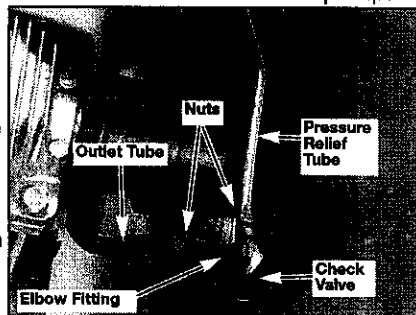 Nuts
Outlet Tube
Pressure
Relief
Tube
Elbow Fitting
Check
Valve